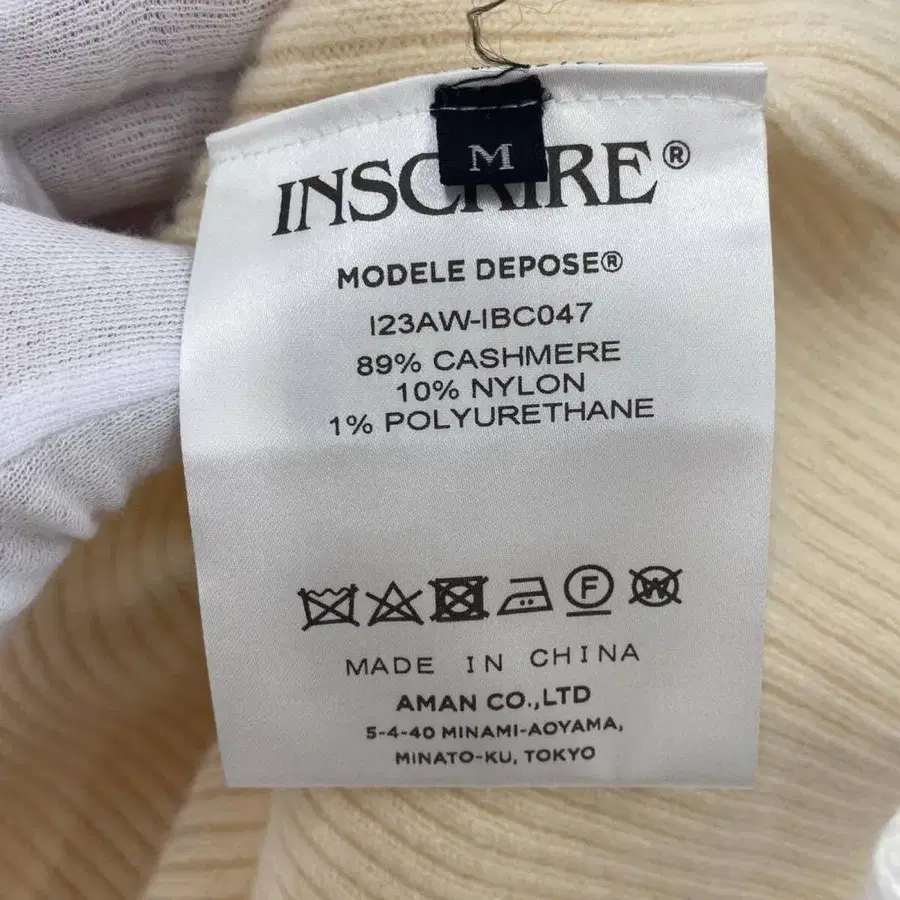 M
INSCRIRE®
MODELE DEPOSE®
I23AW-IBC047
89% CASHMERE
10% NYLON
1% POLYURETHANE
F
W
MADE IN CHINA
AMAN CO.,LTD
5-4-40 MINAMI-AOYAMA,
MINATO-KU, TOKYO